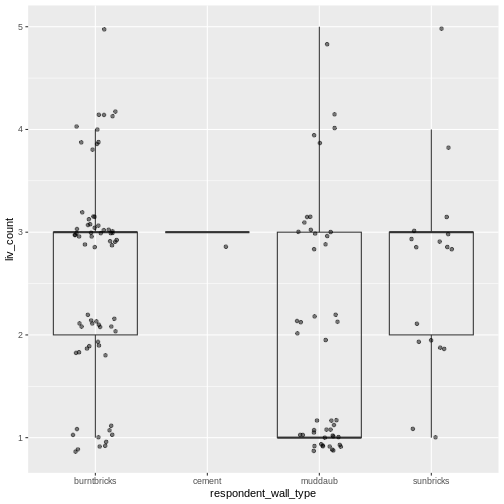 5
4
3
2
1
liv_count
burntbricks cement muddaub sunbricks
respondent_wall_type